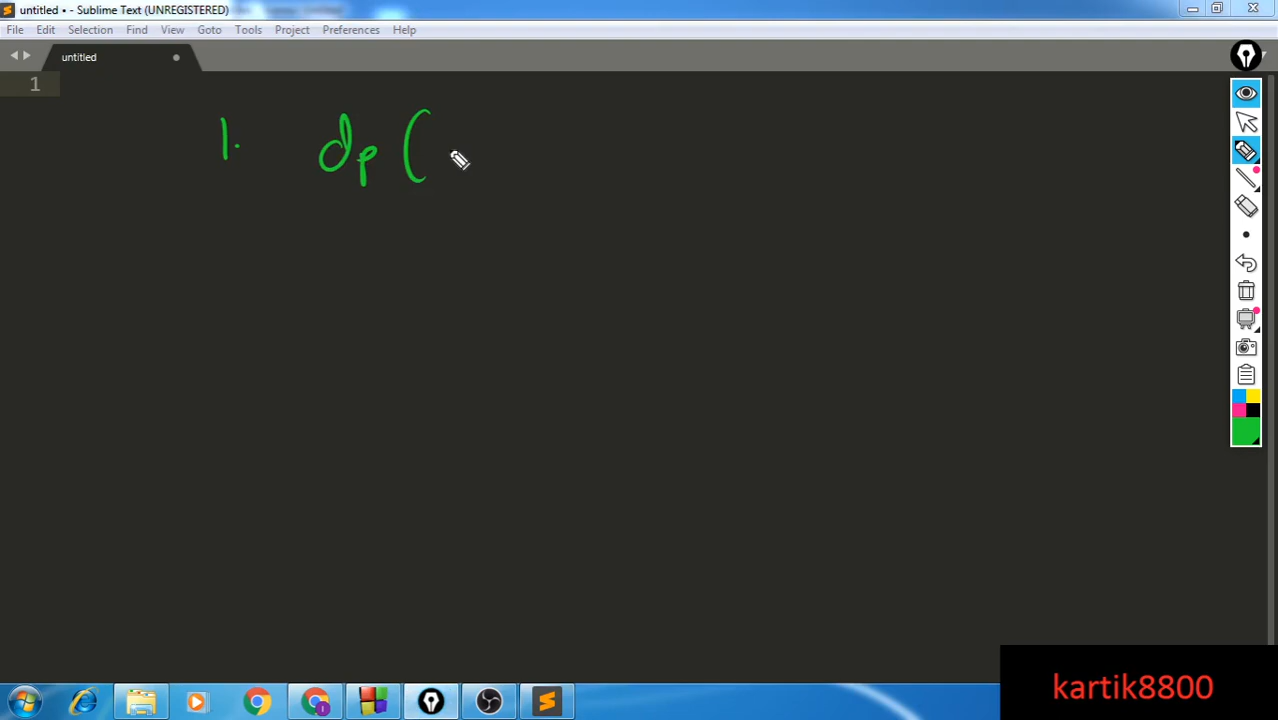 untitled • - Sublime Text (UNREGISTERED)
File Edit Selection Find View Goto Tools Project Preferences Help
untitled
1
1. dp (
kartik8800